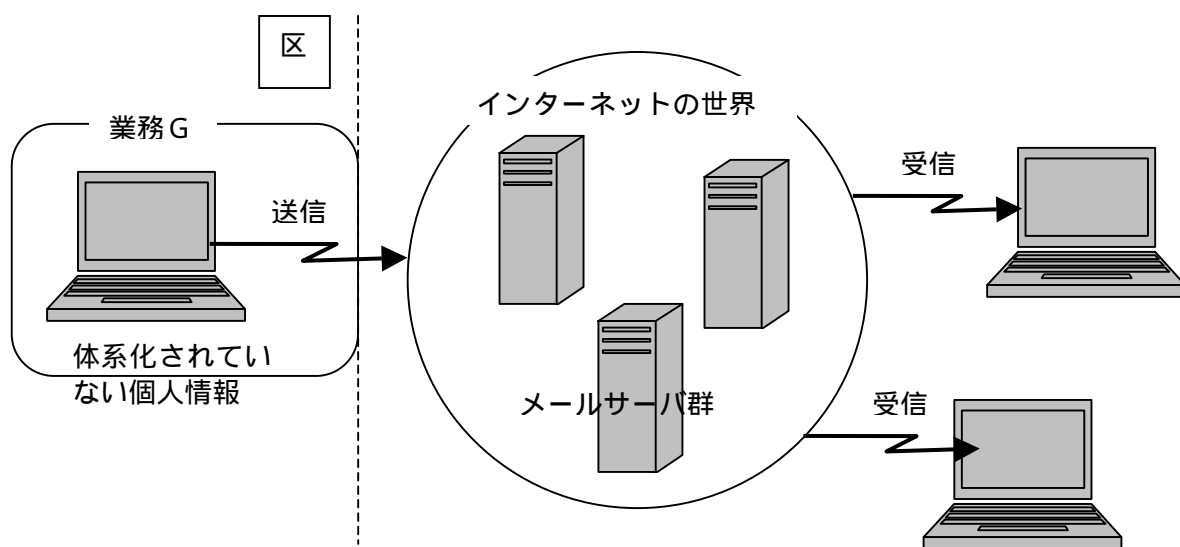 区
業務Ｇ
インターネットの世界
送信
受信
体系化されてい
ない個人情報
メールサーバ群
受信